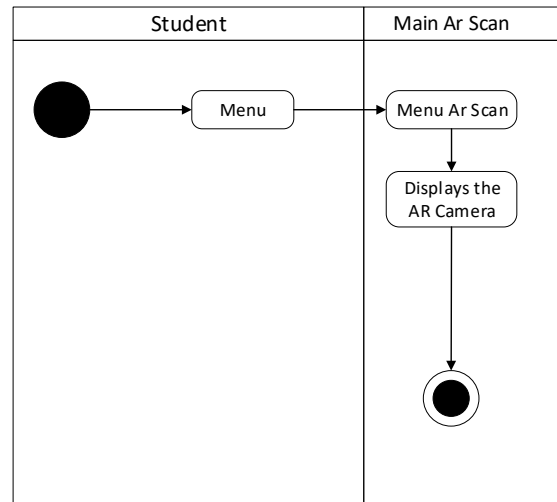 Student
Main Ar Scan
Menu
Menu Ar Scan
Displays the
AR Camera